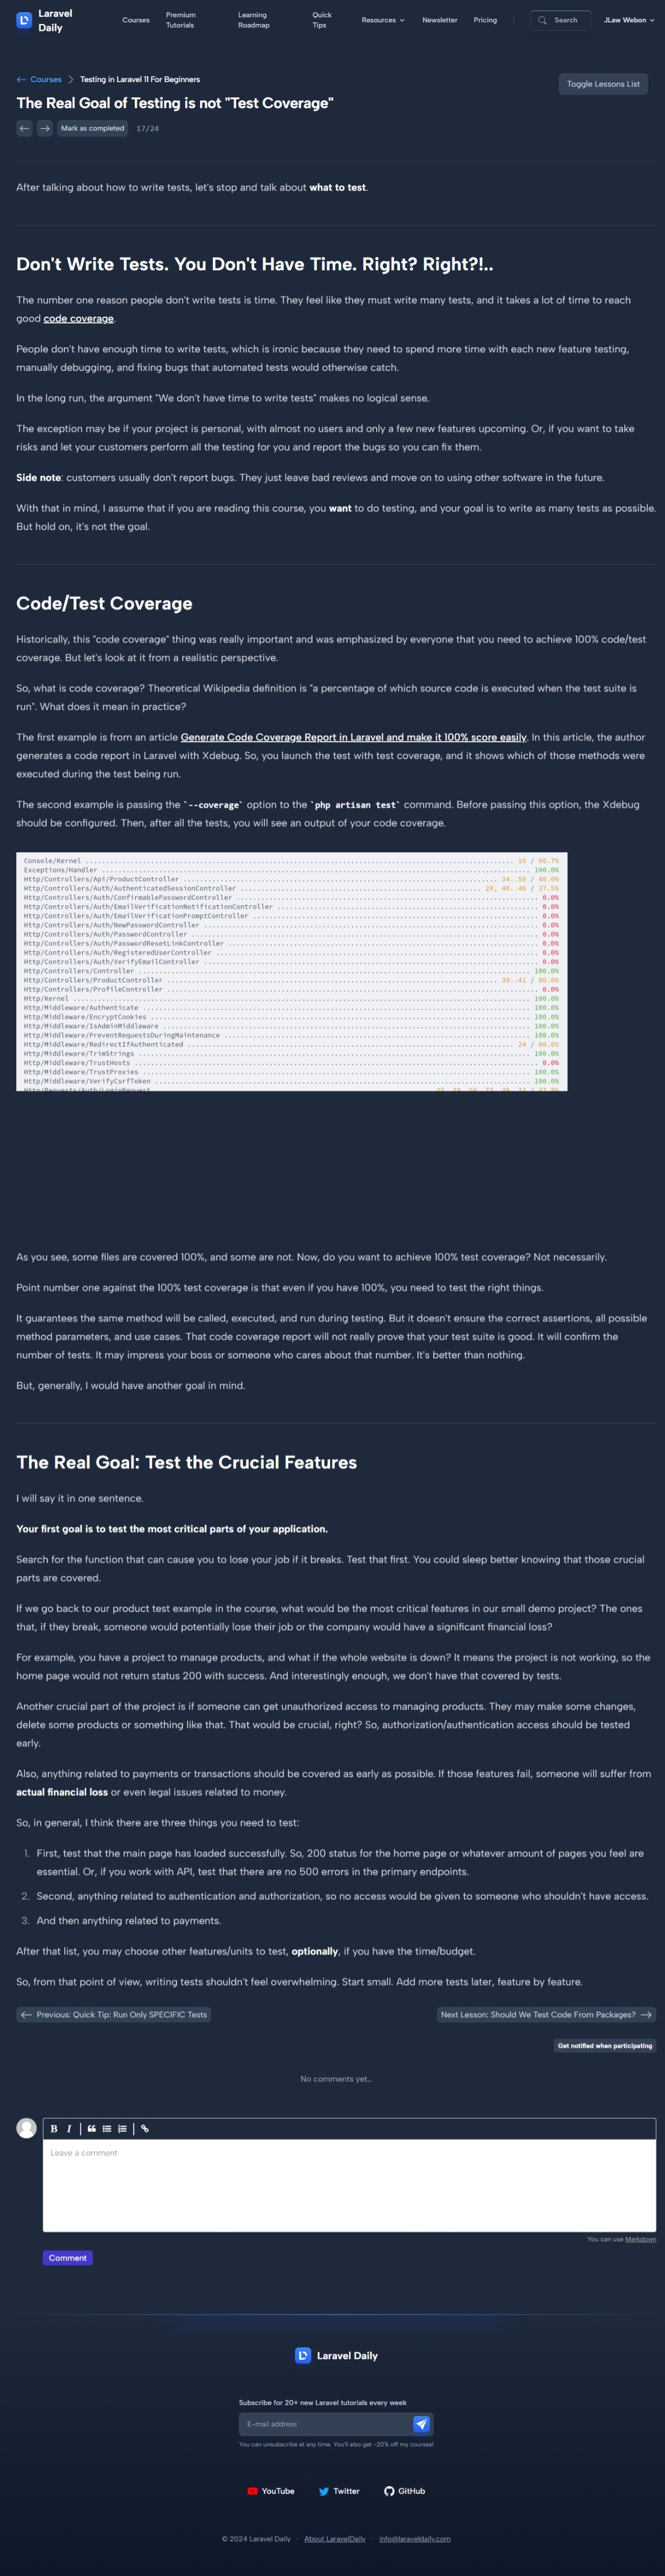 Laravel
Daily
Courses
Premium
Tutorials
Learning
Roadmap
Quick
Tips
Resources
Newsletter
Pricing
Search
JLaw Webon
Courses
Testing in Laravel 11 For Beginners
Toggle Lessons List
The Real Goal of Testing is not "Test Coverage"
Mark as completed
17/24
After talking about how to write tests, let's stop and talk about what to test.
Don't Write Tests. You Don't Have Time. Right? Right?!..
The number one reason people don't write tests is time. They feel like they must write many tests, and it takes a lot of time to reach
good code coverage.
People don't have enough time to write tests, which is ironic because they need to spend more time with each new feature testing,
manually debugging, and fixing bugs that automated tests would otherwise catch.
In the long run, the argument "We don't have time to write tests" makes no logical sense.
The exception may be if your project is personal, with almost no users and only a few new features upcoming. Or, if you want to take
risks and let your customers perform all the testing for you and report the bugs so you can fix them.
Side note: customers usually don't report bugs. They just leave bad reviews and move on to using other software in the future.
With that in mind, I assume that if you are reading this course, you want to do testing, and your goal is to write as many tests as possible.
But hold on, it's not the goal.
Code/Test Coverage
Historically, this "code coverage" thing was really important and was emphasized by everyone that you need to achieve 100% code/test
coverage. But let's look at it from a realistic perspective.
So, what is code coverage? Theoretical Wikipedia definition is "a percentage of which source code is executed when the test suite is
run". What does it mean in practice?
The first example is from an article Generate Code Coverage Report in Laravel and make it 100% score easily. In this article, the author
generates a code report in Laravel with Xdebug. So, you launch the test with test coverage, and it shows which of those methods were
executed during the test being run.
The second example is passing the `--coverage` option to the `php artisan test` command. Before passing this option, the Xdebug
should be configured. Then, after all the tests, you will see an output of your code coverage.
Console/Kernel ... 16 / 66.7%
Exceptions/Handler ... 100.0%
Http/Controllers/Api/ProductController ... 34..50 / 40.0%
Http/Controllers/Auth/AuthenticatedSessionController ... 20, 40..46 / 37.5%
Http/Controllers/Auth/ConfirmablePasswordController ... 0.0%
Http/Controllers/Auth/EmailVerificationNotificationController ... 0.0%
Http/Controllers/Auth/EmailVerificationPromptController ... 0.0%
Http/Controllers/Auth/NewPasswordController ... 0.0%
Http/Controllers/Auth/PasswordController ... 0.0%
Http/Controllers/Auth/PasswordResetLinkController ... 0.0%
Http/Controllers/Auth/RegisteredUserController ... 0.0%
Http/Controllers/Auth/VerifyEmailController ... 0.0%
Http/Controllers/Controller ... 100.0%
Http/Controllers/ProductController ... 39..41 / 80.0%
Http/Controllers/ProfileController ... 0.0%
Http/Kernel ... 100.0%
Http/Middleware/Authenticate ... 100.0%
Http/Middleware/EncryptCookies ... 100.0%
Http/Middleware/IsAdminMiddleware ... 100.0%
Http/Middleware/PreventRequestsDuringMaintenance ... 100.0%
Http/Middleware/RedirectIfAuthenticated ... 24 / 80.0%
Http/Middleware/TrimStrings ... 100.0%
Http/Middleware/TrustHosts ... 0.0%
Http/Middleware/TrustProxies ... 100.0%
Http/Middleware/VerifyCsrfToken ... 100.0%
Http/Requests/Auth/LoginRequest
As you see, some files are covered 100%, and some are not. Now, do you want to achieve 100% test coverage? Not necessarily.
Point number one against the 100% test coverage is that even if you have 100%, you need to test the right things.
It guarantees the same method will be called, executed, and run during testing. But it doesn't ensure the correct assertions, all possible
method parameters, and use cases. That code coverage report will not really prove that your test suite is good. It will confirm the
number of tests. It may impress your boss or someone who cares about that number. It's better than nothing.
But, generally, I would have another goal in mind.
The Real Goal: Test the Crucial Features
I will say it in one sentence.
Your first goal is to test the most critical parts of your application.
Search for the function that can cause you to lose your job if it breaks. Test that first. You could sleep better knowing that those crucial
parts are covered.
If we go back to our product test example in the course, what would be the most critical features in our small demo project? The ones
that, if they break, someone would potentially lose their job or the company would have a significant financial loss?
For example, you have a project to manage products, and what if the whole website is down? It means the project is not working, so the
home page would not return status 200 with success. And interestingly enough, we don't have that covered by tests.
Another crucial part of the project is if someone can get unauthorized access to managing products. They may make some changes,
delete some products or something like that. That would be crucial, right? So, authorization/authentication access should be tested
early.
Also, anything related to payments or transactions should be covered as early as possible. If those features fail, someone will suffer from
actual financial loss or even legal issues related to money.
So, in general, I think there are three things you need to test:
1. First, test that the main page has loaded successfully. So, 200 status for the home page or whatever amount of pages you feel are
essential. Or, if you work with API, test that there are no 500 errors in the primary endpoints.
2. Second, anything related to authentication and authorization, so no access would be given to someone who shouldn't have access.
3. And then anything related to payments.
After that list, you may choose other features/units to test, optionally, if you have the time/budget.
So, from that point of view, writing tests shouldn't feel overwhelming. Start small. Add more tests later, feature by feature.
Previous: Quick Tip: Run Only SPECIFIC Tests
Next Lesson: Should We Test Code From Packages?
Get notified when participating
No comments yet…
B I
Leave a comment
You can use Markdown
Comment
Laravel Daily
Subscribe for 20+ new Laravel tutorials every week
E-mail address
You can unsubscribe at any time. You'll also get -20% off my courses!
YouTube
Twitter
GitHub
© 2024 Laravel Daily · About LaravelDaily · info@laraveldaily.com